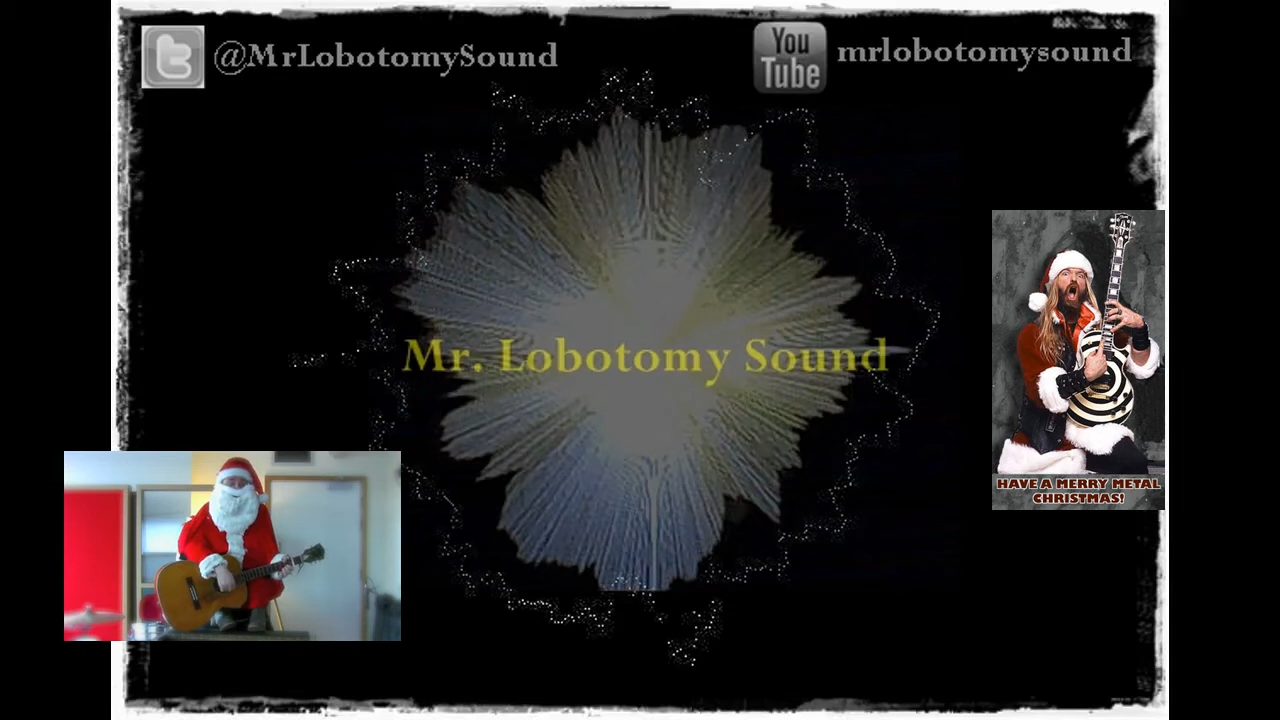 @MrLobotomySound
You
Tube
mrlobotomysound
Mr. Lobotomy Sound
HAVE A MERRY METAL
CHRISTMAS!